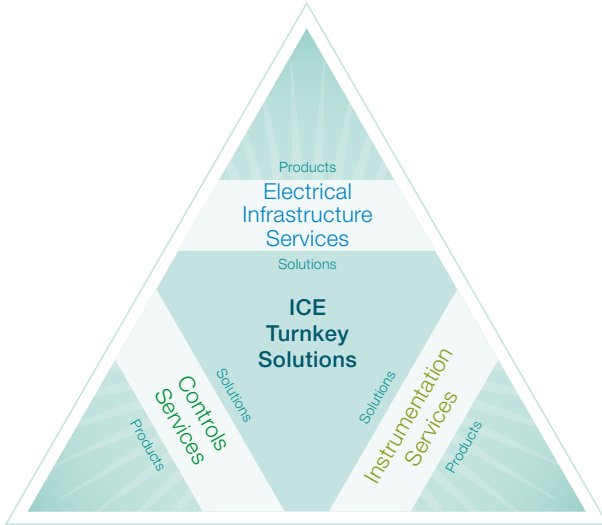 Products
Electrical
Infrastructure
Services
Solutions
ICE
Turnkey
Solutions
Solutions
Controls
Services
Products
Solutions
Instrumentation
Services
Products